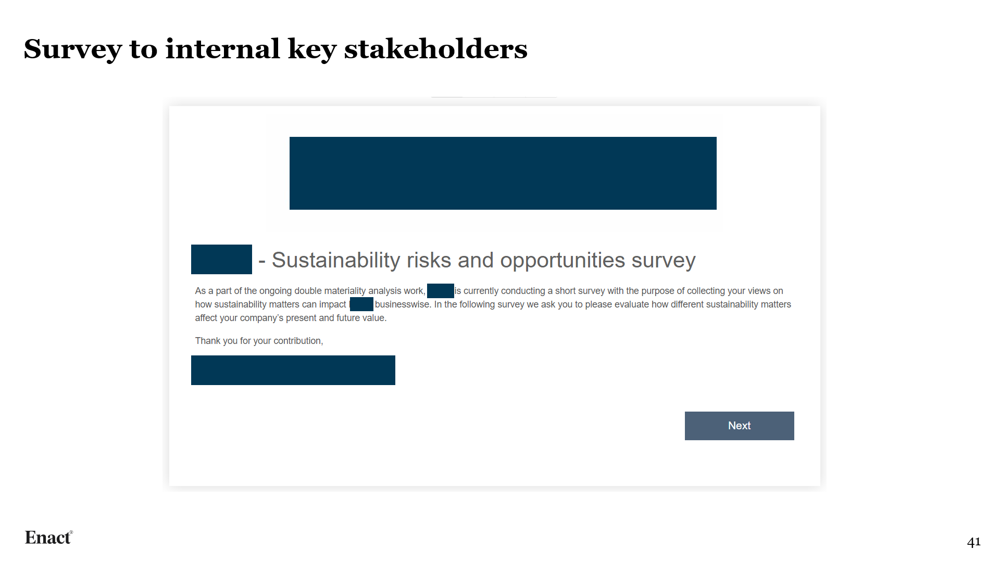 Survey to internal key stakeholders
- Sustainability risks and opportunities survey
As a part of the ongoing double materiality analysis work, is currently conducting a short survey with the purpose of collecting your views on
how sustainability matters can impact businesswise. In the following survey we ask you to please evaluate how different sustainability matters
affect your company’s present and future value.
Thank you for your contribution,
Next
Enact®
41